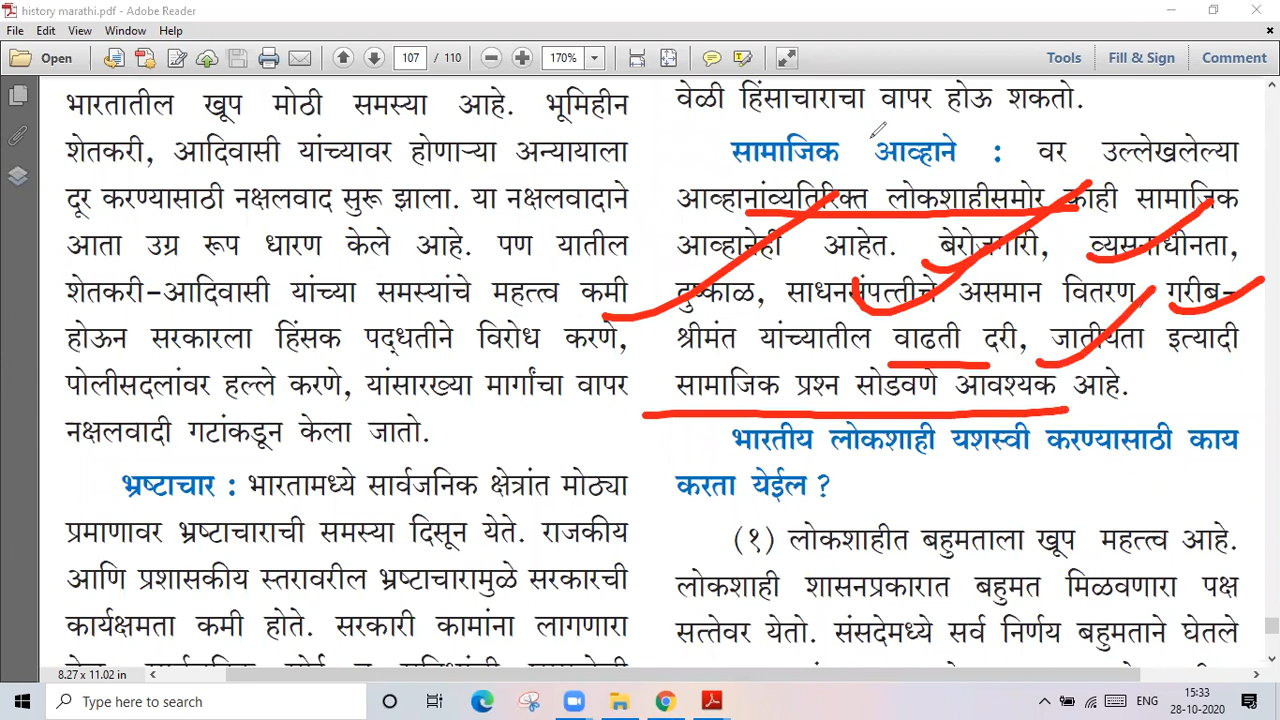 history marathi.pdf - Adobe Reader
File Edit View Window Help
Open 107 / 110 170% Tools Fill & Sign Comment
भारतातील खूप मोठी समस्या आहे. भूमिहीन
शेतकरी, आदिवासी यांच्यावर होणाऱ्या अन्यायाला
दूर करण्यासाठी नक्षलवाद सुरू झाला. या नक्षलवादाने
आता उग्र रूप धारण केले आहे. पण यातील
शेतकरी-आदिवासी यांच्या समस्यांचे महत्त्व कमी
होऊन सरकारला हिंसक पद्धतीने विरोध करणे,
पोलीसदलांवर हल्ले करणे, यांसारख्या मार्गांचा वापर
नक्षलवादी गटांकडून केला जातो.
भ्रष्टाचार : भारतामध्ये सार्वजनिक क्षेत्रांत मोठ्या
प्रमाणावर भ्रष्टाचाराची समस्या दिसून येते. राजकीय
आणि प्रशासकीय स्तरावरील भ्रष्टाचारामुळे सरकारची
कार्यक्षमता कमी होते. सरकारी कामांना लागणारा
वेळी हिंसाचाराचा वापर होऊ शकतो.
सामाजिक आव्हाने : वर उल्लेखलेल्या
आव्हानांव्यतिरिक्त लोकशाहीसमोर काही सामाजिक
आव्हानेही आहेत. बेरोजगारी, व्यसनाधीनता,
दुष्काळ, साधनसंपत्तीचे असमान वितरण, गरीब-
श्रीमंत यांच्यातील वाढती दरी, जातीयता इत्यादी
सामाजिक प्रश्न सोडवणे आवश्यक आहे.
भारतीय लोकशाही यशस्वी करण्यासाठी काय
करता येईल ?
(१) लोकशाहीत बहुमताला खूप महत्त्व आहे.
लोकशाही शासनप्रकारात बहुमत मिळवणारा पक्ष
सत्तेवर येतो. संसदेमध्ये सर्व निर्णय बहुमताने घेतले
8.27 x 11.02 in
Type here to search
ENG 15:33
28-10-2020